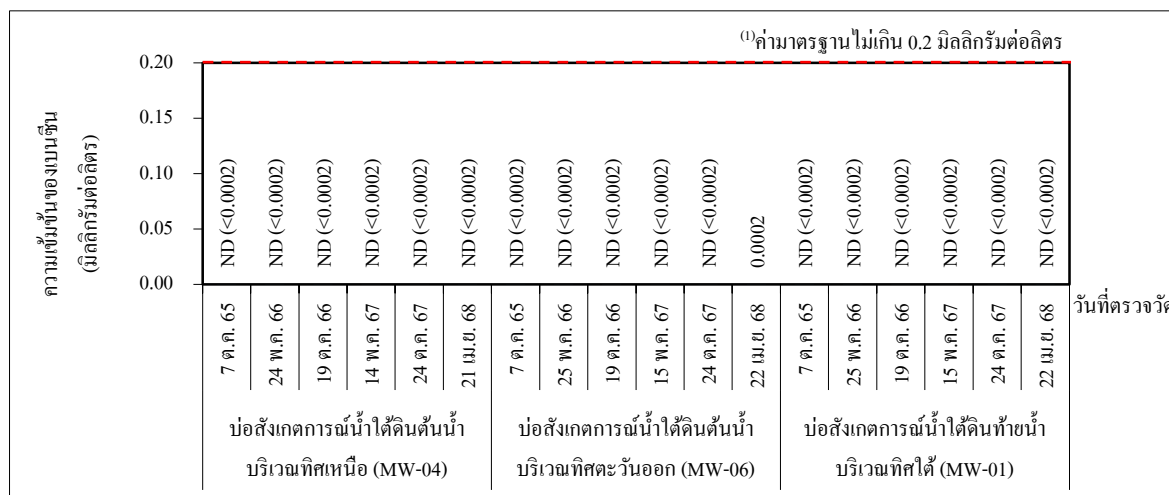 ⁽¹⁾ค่ามาตรฐานไม่เกิน 0.2 มิลลิกรัมต่อลิตร
ความเข้มข้นของเบนซีน
(มิลลิกรัมต่อลิตร)
0.20
0.15
0.10
0.05
0.00
ND (<0.0002)
ND (<0.0002)
ND (<0.0002)
ND (<0.0002)
ND (<0.0002)
ND (<0.0002)
ND (<0.0002)
ND (<0.0002)
ND (<0.0002)
ND (<0.0002)
ND (<0.0002)
0.0002
ND (<0.0002)
ND (<0.0002)
ND (<0.0002)
ND (<0.0002)
ND (<0.0002)
ND (<0.0002)
7 ต.ค. 65
24 พ.ค. 66
19 ต.ค. 66
14 พ.ค. 67
24 ต.ค. 67
21 เม.ย. 68
7 ต.ค. 65
25 พ.ค. 66
19 ต.ค. 66
15 พ.ค. 67
24 ต.ค. 67
22 เม.ย. 68
7 ต.ค. 65
25 พ.ค. 66
19 ต.ค. 66
15 พ.ค. 67
24 ต.ค. 67
22 เม.ย. 68
วันที่ตรวจวัด
บ่อสังเกตการณ์น้ำใต้ดินต้นน้ำ
บริเวณทิศเหนือ (MW-04)
บ่อสังเกตการณ์น้ำใต้ดินต้นน้ำ
บริเวณทิศตะวันออก (MW-06)
บ่อสังเกตการณ์น้ำใต้ดินท้ายน้ำ
บริเวณทิศใต้ (MW-01)